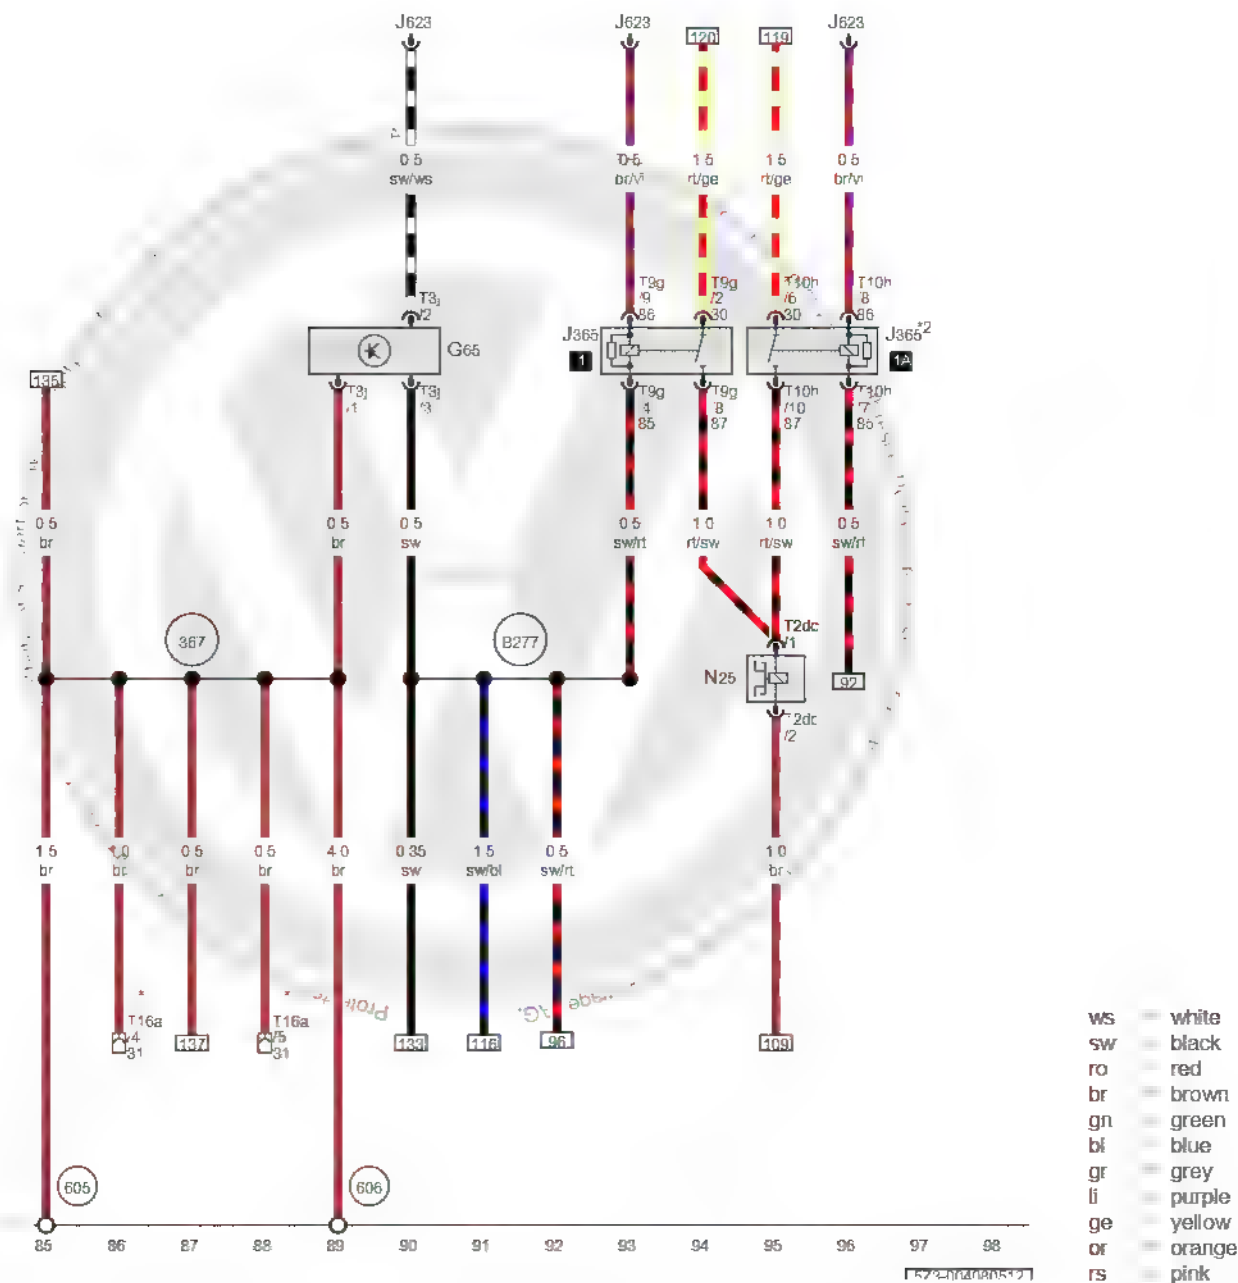 J623
J623
120
119
J623
0.5
sw/ws
0.5
br/vi
1.5
rt/ge
1.5
rt/ge
0.5
br/vi
T3j
/2
T9g
/9
86
T9g
/2
30
T10h
/6
30
T10h
/8
86
G65
J365
1
J365*2
1A
135
T3j
/1
T3j
/3
T9g
/4
85
T9g
/8
87
T10h
/10
87
T10h
/7
85
0.5
br
0.5
br
0.5
sw
0.5
sw/rt
1.0
rt/sw
1.0
rt/sw
0.5
sw/rt
367
B277
T2dc
/1
N25
92
T2dc
/2
1.5
br
1.0
br
0.5
br
0.5
br
4.0
br
0.35
sw
1.5
sw/bl
0.5
sw/rt
1.0
br
T16a
/4
31
137
T16a
/5
31
133
116
96
109
605
606
85 86 87 88 89 90 91 92 93 94 95 96 97 98
ws = white
sw = black
ro = red
br = brown
gn = green
bl = blue
gr = grey
li = purple
ge = yellow
or = orange
rs = pink